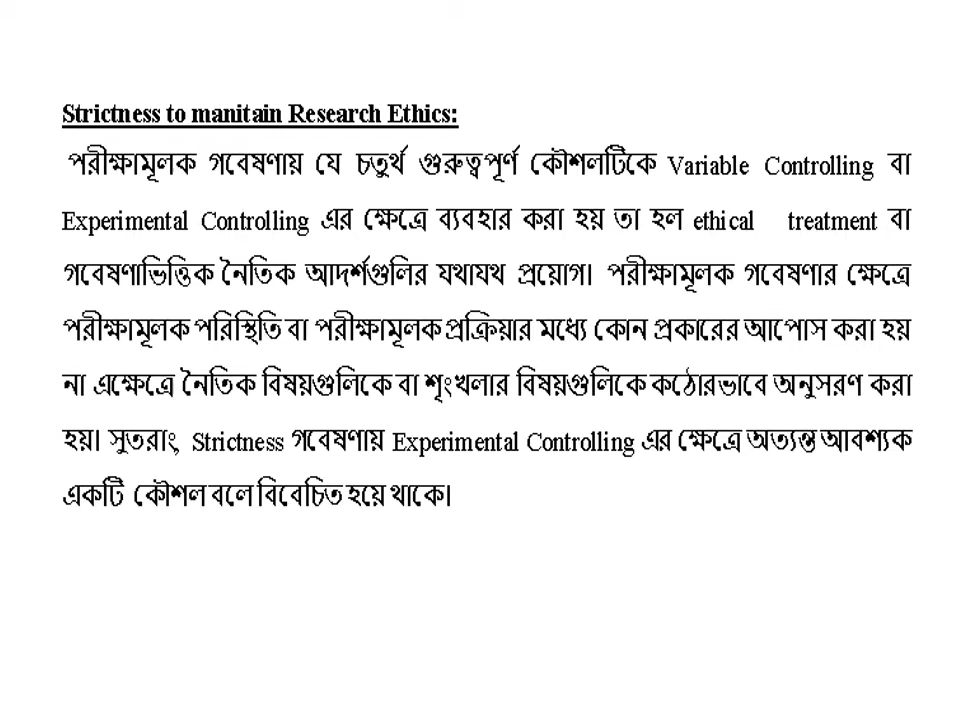 Strictness to manitain Research Ethics:
পরীক্ষামূলক গবেষণায় যে চতুর্থ গুরুত্বপূর্ণ কৌশলটিকে Variable Controlling বা
Experimental Controlling এর ক্ষেত্রে ব্যবহার করা হয় তা হল ethical treatment বা
গবেষণাভিত্তিক নৈতিক আদর্শগুলির যথাযথ প্রয়োগ। পরীক্ষামূলক গবেষণার ক্ষেত্রে
পরীক্ষামূলক পরিস্থিতি বা পরীক্ষামূলক প্রক্রিয়ার মধ্যে কোন প্রকারের আপোস করা হয়
না এক্ষেত্রে নৈতিক বিষয়গুলিকে বা শৃংখলার বিষয়গুলিকে কঠোরভাবে অনুসরণ করা
হয়। সুতরাং, Strictness গবেষণায় Experimental Controlling এর ক্ষেত্রে অত্যন্ত আবশ্যক
একটি কৌশল বলে বিবেচিত হয়ে থাকে।